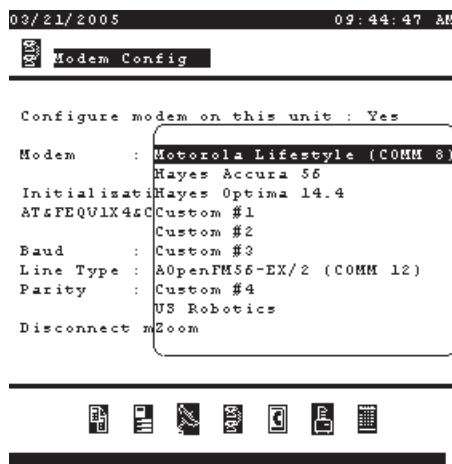 03/21/2005 09:44:47 AM
Modem Config
Configure modem on this unit : Yes
Modem : Motorola Lifestyle (COMM 8)
Hayes Accura 56
Initializati Hayes Optima 14.4
AT&FEQV1X4&C Custom #1
Custom #2
Baud : Custom #3
Line Type : AOpenFM56-EX/2 (COMM 12)
Parity : Custom #4
US Robotics
Disconnect m Zoom